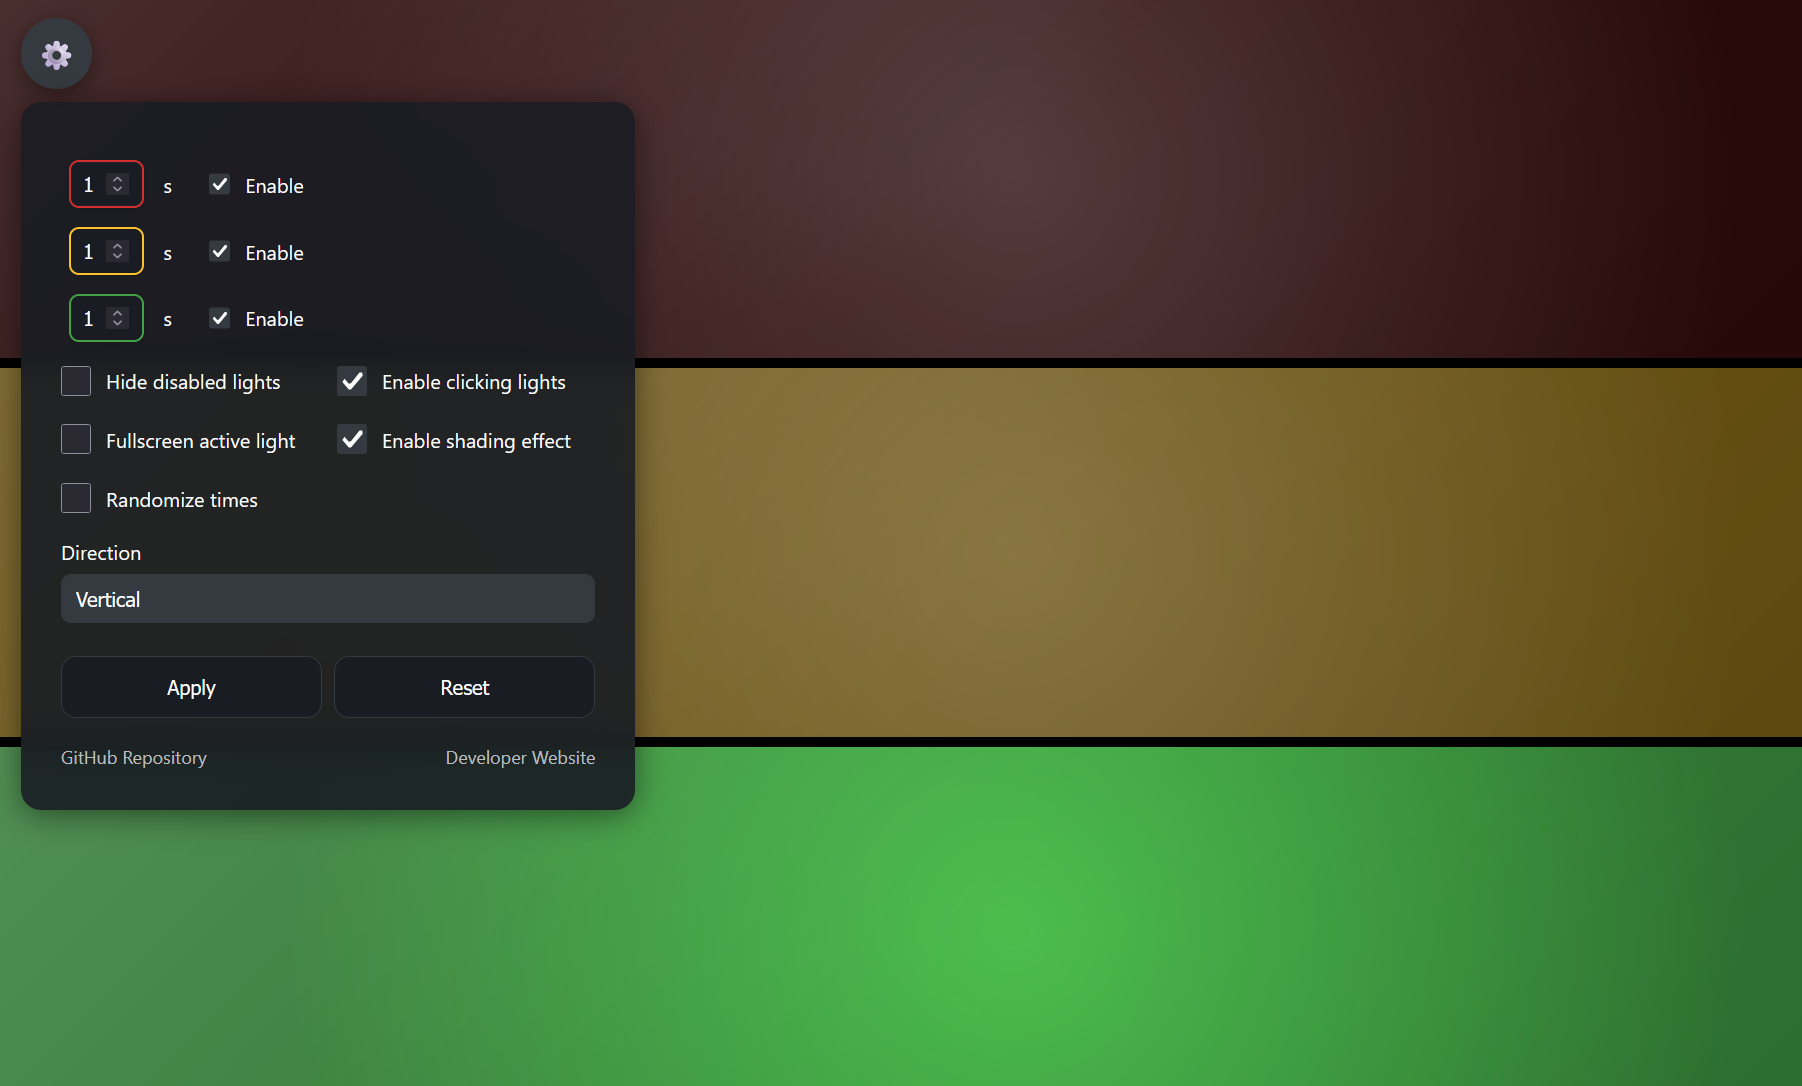 1 s Enable
1 s Enable
1 s Enable
Hide disabled lights Enable clicking lights
Fullscreen active light Enable shading effect
Randomize times
Direction
Vertical
Apply Reset
GitHub Repository Developer Website